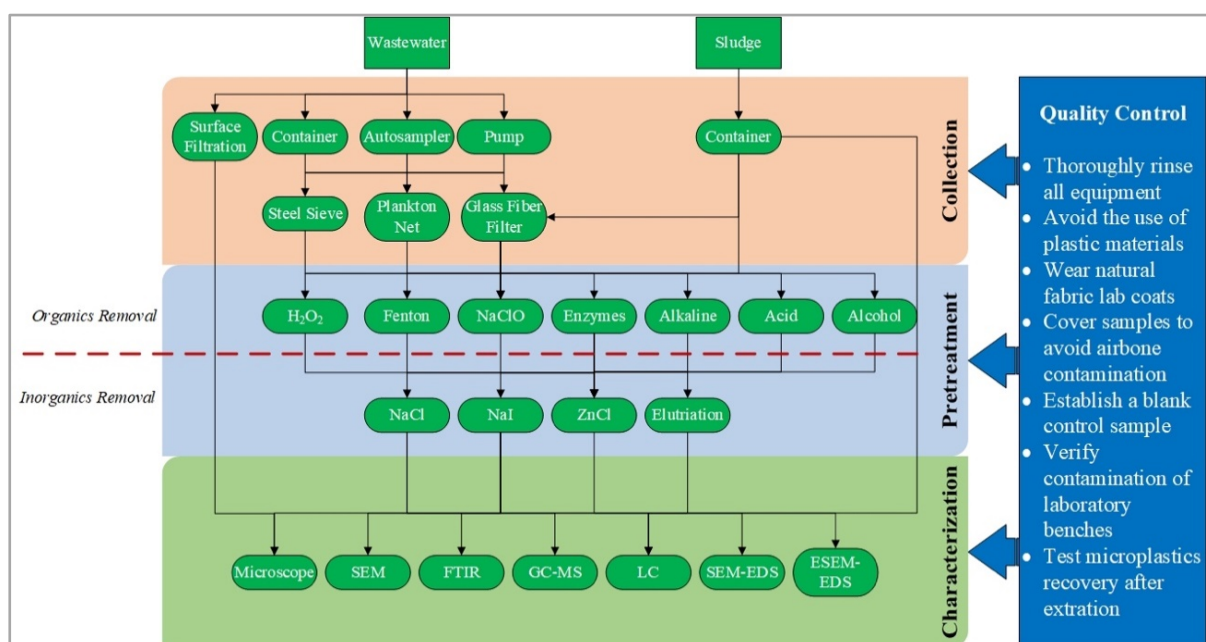 Wastewater
Sludge
Surface
Filtration
Container
Autosampler
Pump
Container
Steel Sieve
Plankton
Net
Glass Fiber
Filter
Collection
Organics Removal
H₂O₂
Fenton
NaClO
Enzymes
Alkaline
Acid
Alcohol
Inorganics Removal
NaCl
NaI
ZnCl
Elutriation
Pretreatment
Microscope
SEM
FTIR
GC-MS
LC
SEM-EDS
ESEM-
EDS
Characterization
Quality Control
• Thoroughly rinse
all equipment
• Avoid the use of
plastic materials
• Wear natural
fabric lab coats
• Cover samples to
avoid airbone
contamination
• Establish a blank
control sample
• Verify
contamination of
laboratory
benches
• Test microplastics
recovery after
extration